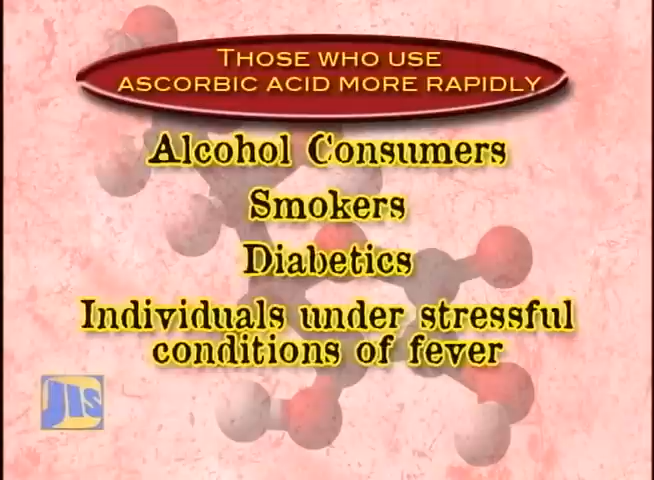 THOSE WHO USE
ASCORBIC ACID MORE RAPIDLY
Alcohol Consumers
Smokers
Diabetics
Individuals under stressful
conditions of fever
JIS